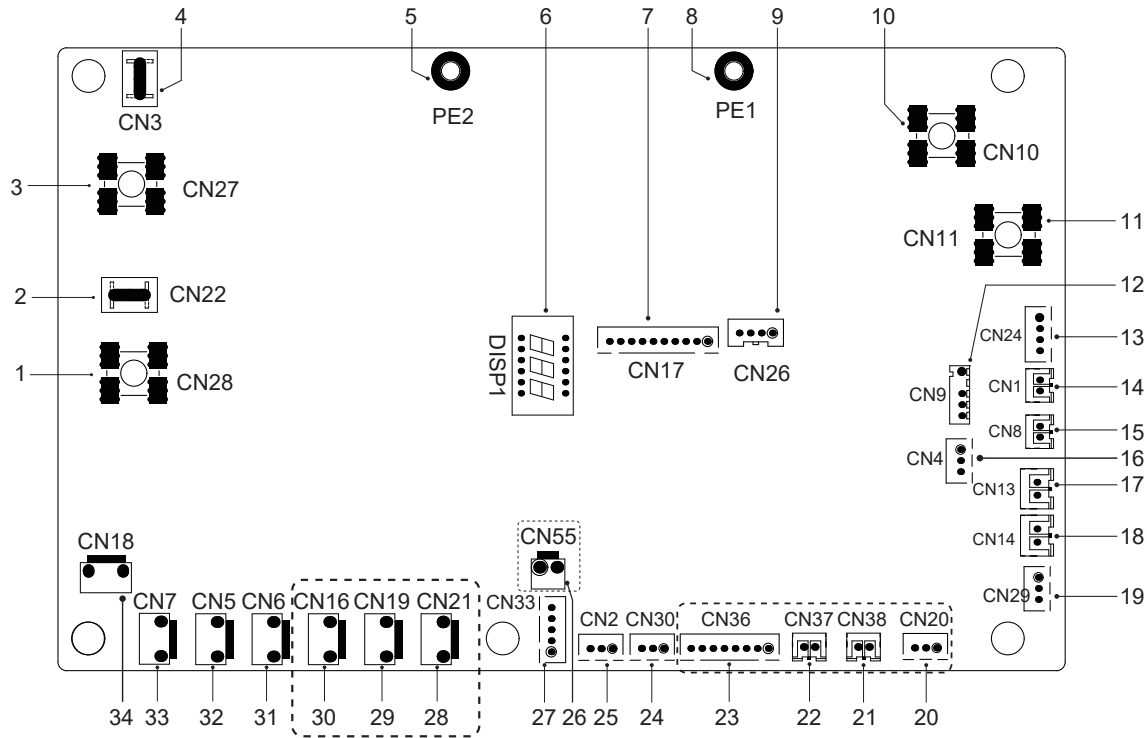 4 5 6 7 8 9 10
CN3
PE2
PE1
CN10
3
CN27
11
CN11
2
CN22
12
DISP1
CN17
CN26
CN24
13
1
CN28
CN9
CN1
14
CN8
15
CN4
16
CN13
17
CN14
18
CN18
CN55
CN29
19
CN7 CN5 CN6 CN16 CN19 CN21
CN33
CN2 CN30 CN36 CN37 CN38 CN20
34 33 32 31 30 29 28 27 26 25 24 23 22 21 20